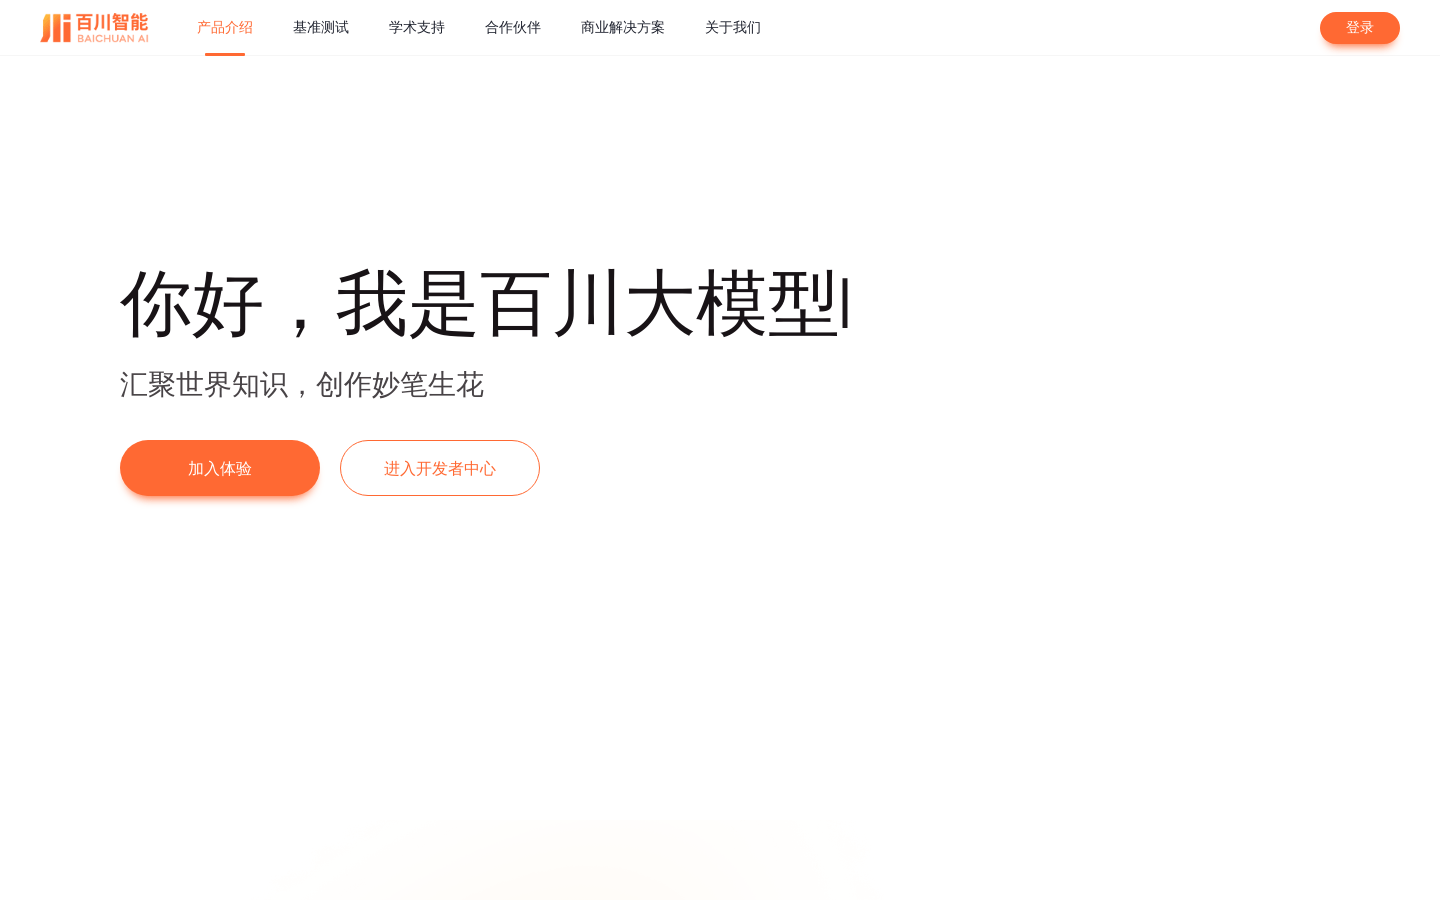 百川智能
BAICHUAN AI
产品介绍
基准测试
学术支持
合作伙伴
商业解决方案
关于我们
登录
你好，我是百川大模型
汇聚世界知识，创作妙笔生花
加入体验
进入开发者中心